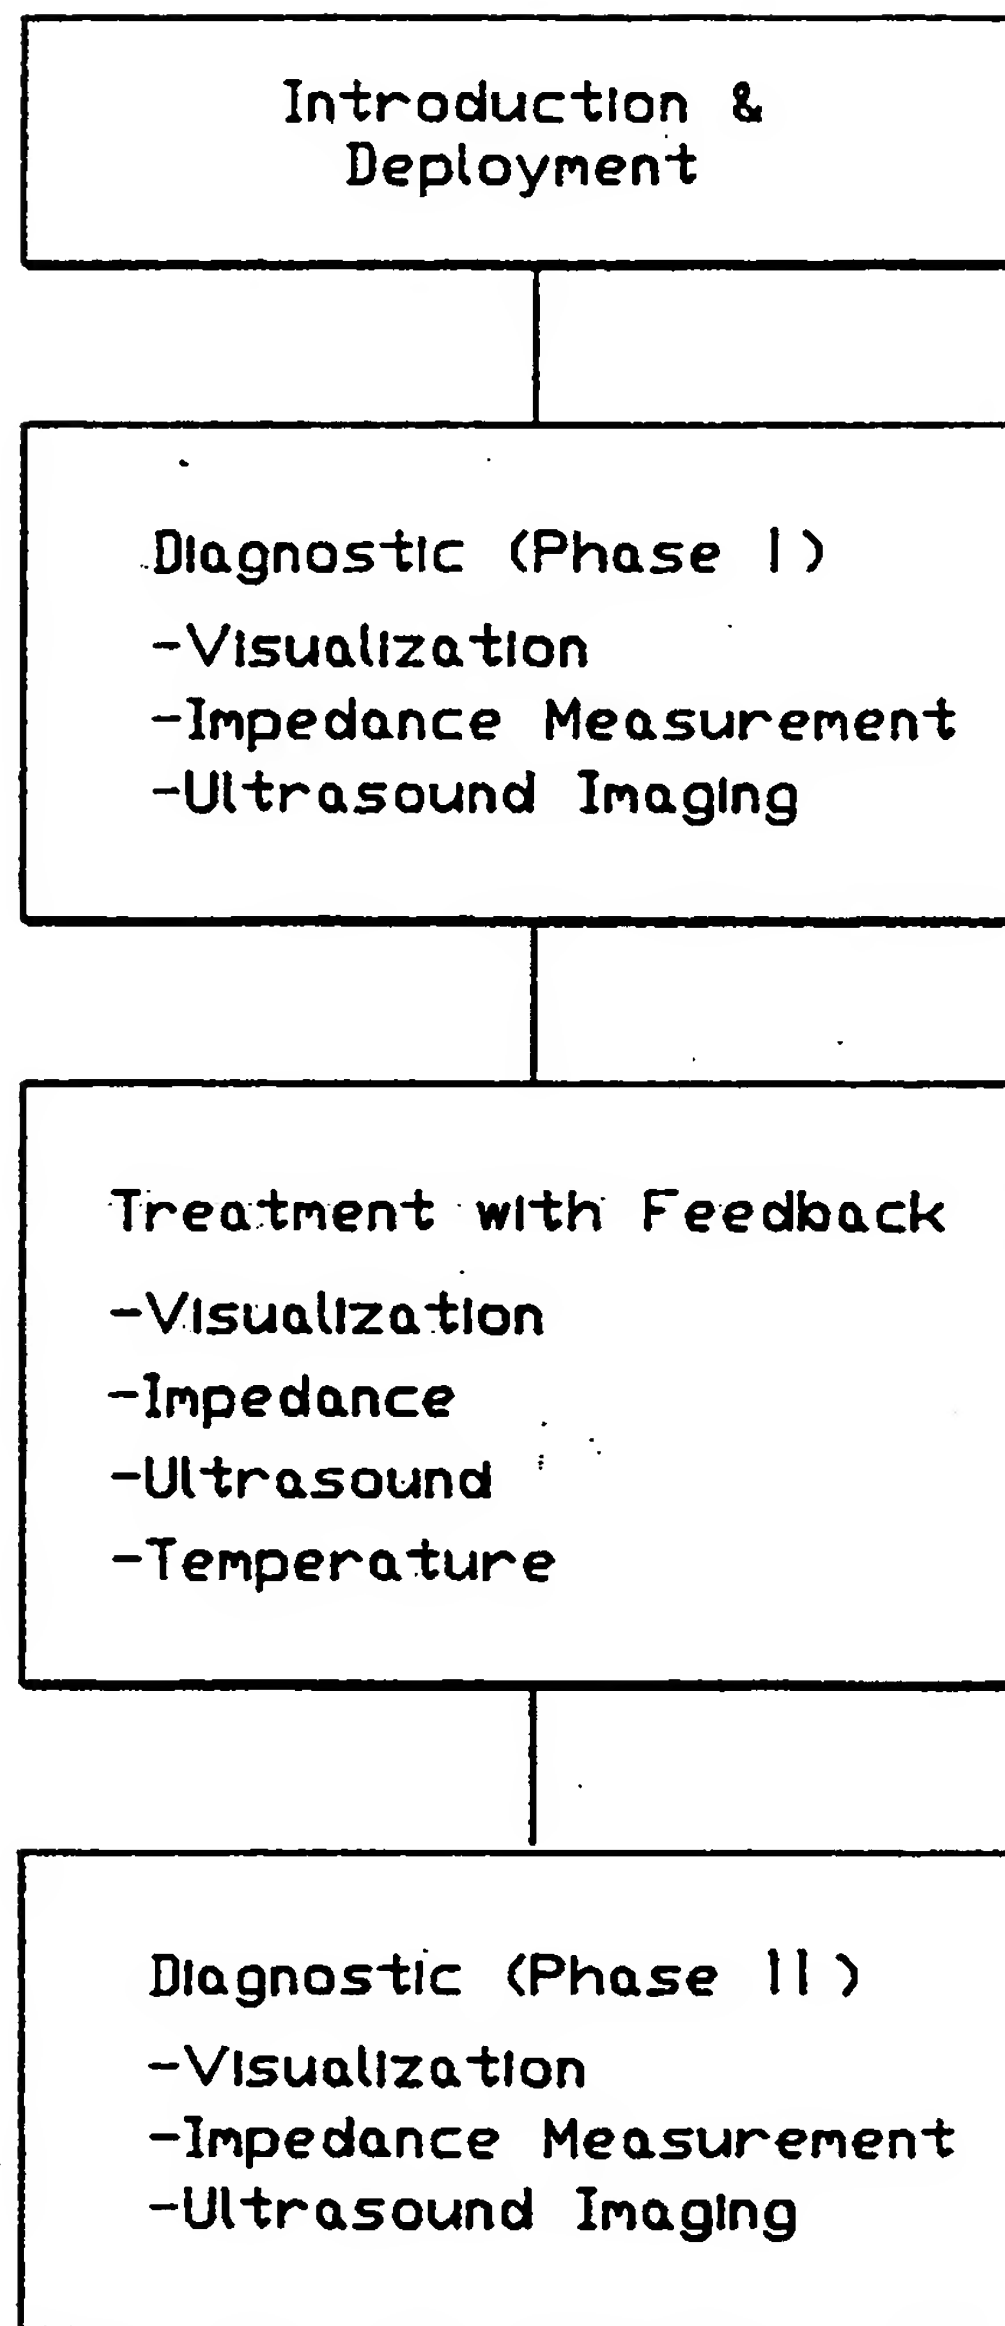 Introduction &
Deployment
Diagnostic (Phase I)
-Visualization
-Impedance Measurement
-Ultrasound Imaging
Treatment with Feedback
-Visualization
-Impedance
-Ultrasound
-Temperature
Diagnostic (Phase II)
-Visualization
-Impedance Measurement
-Ultrasound Imaging